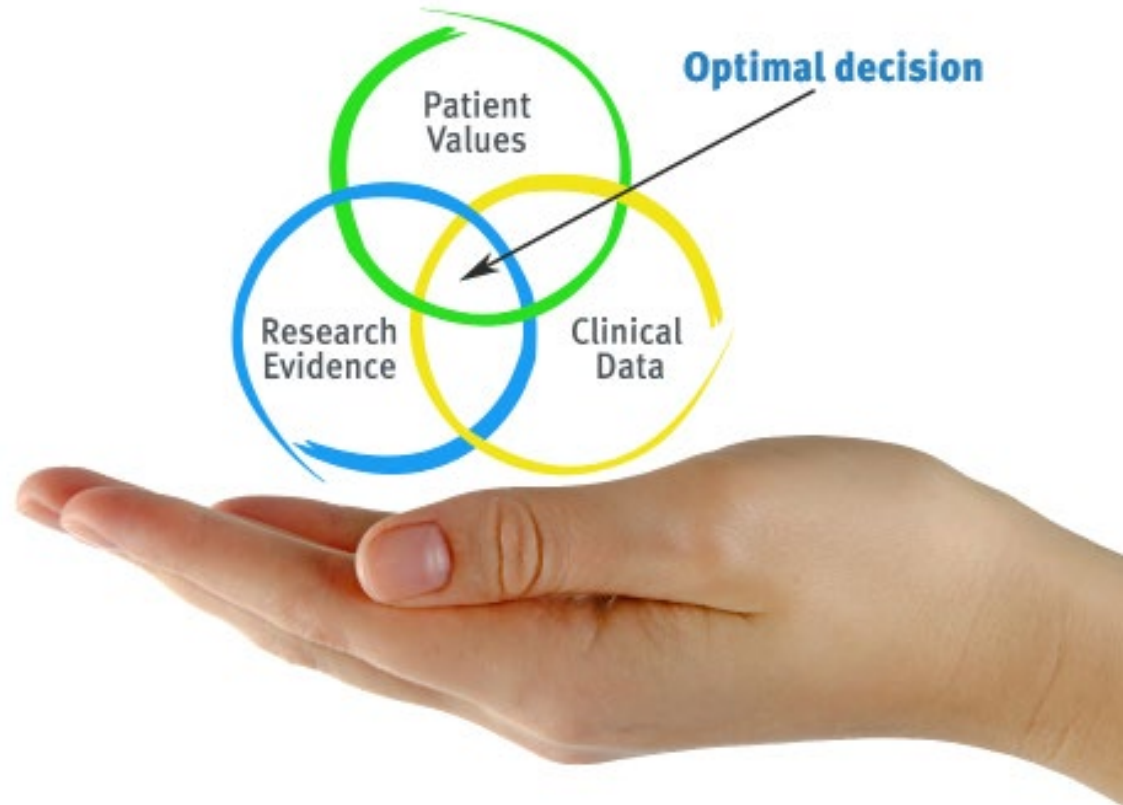 Optimal decision
Patient
Values
Research
Evidence
Clinical
Data